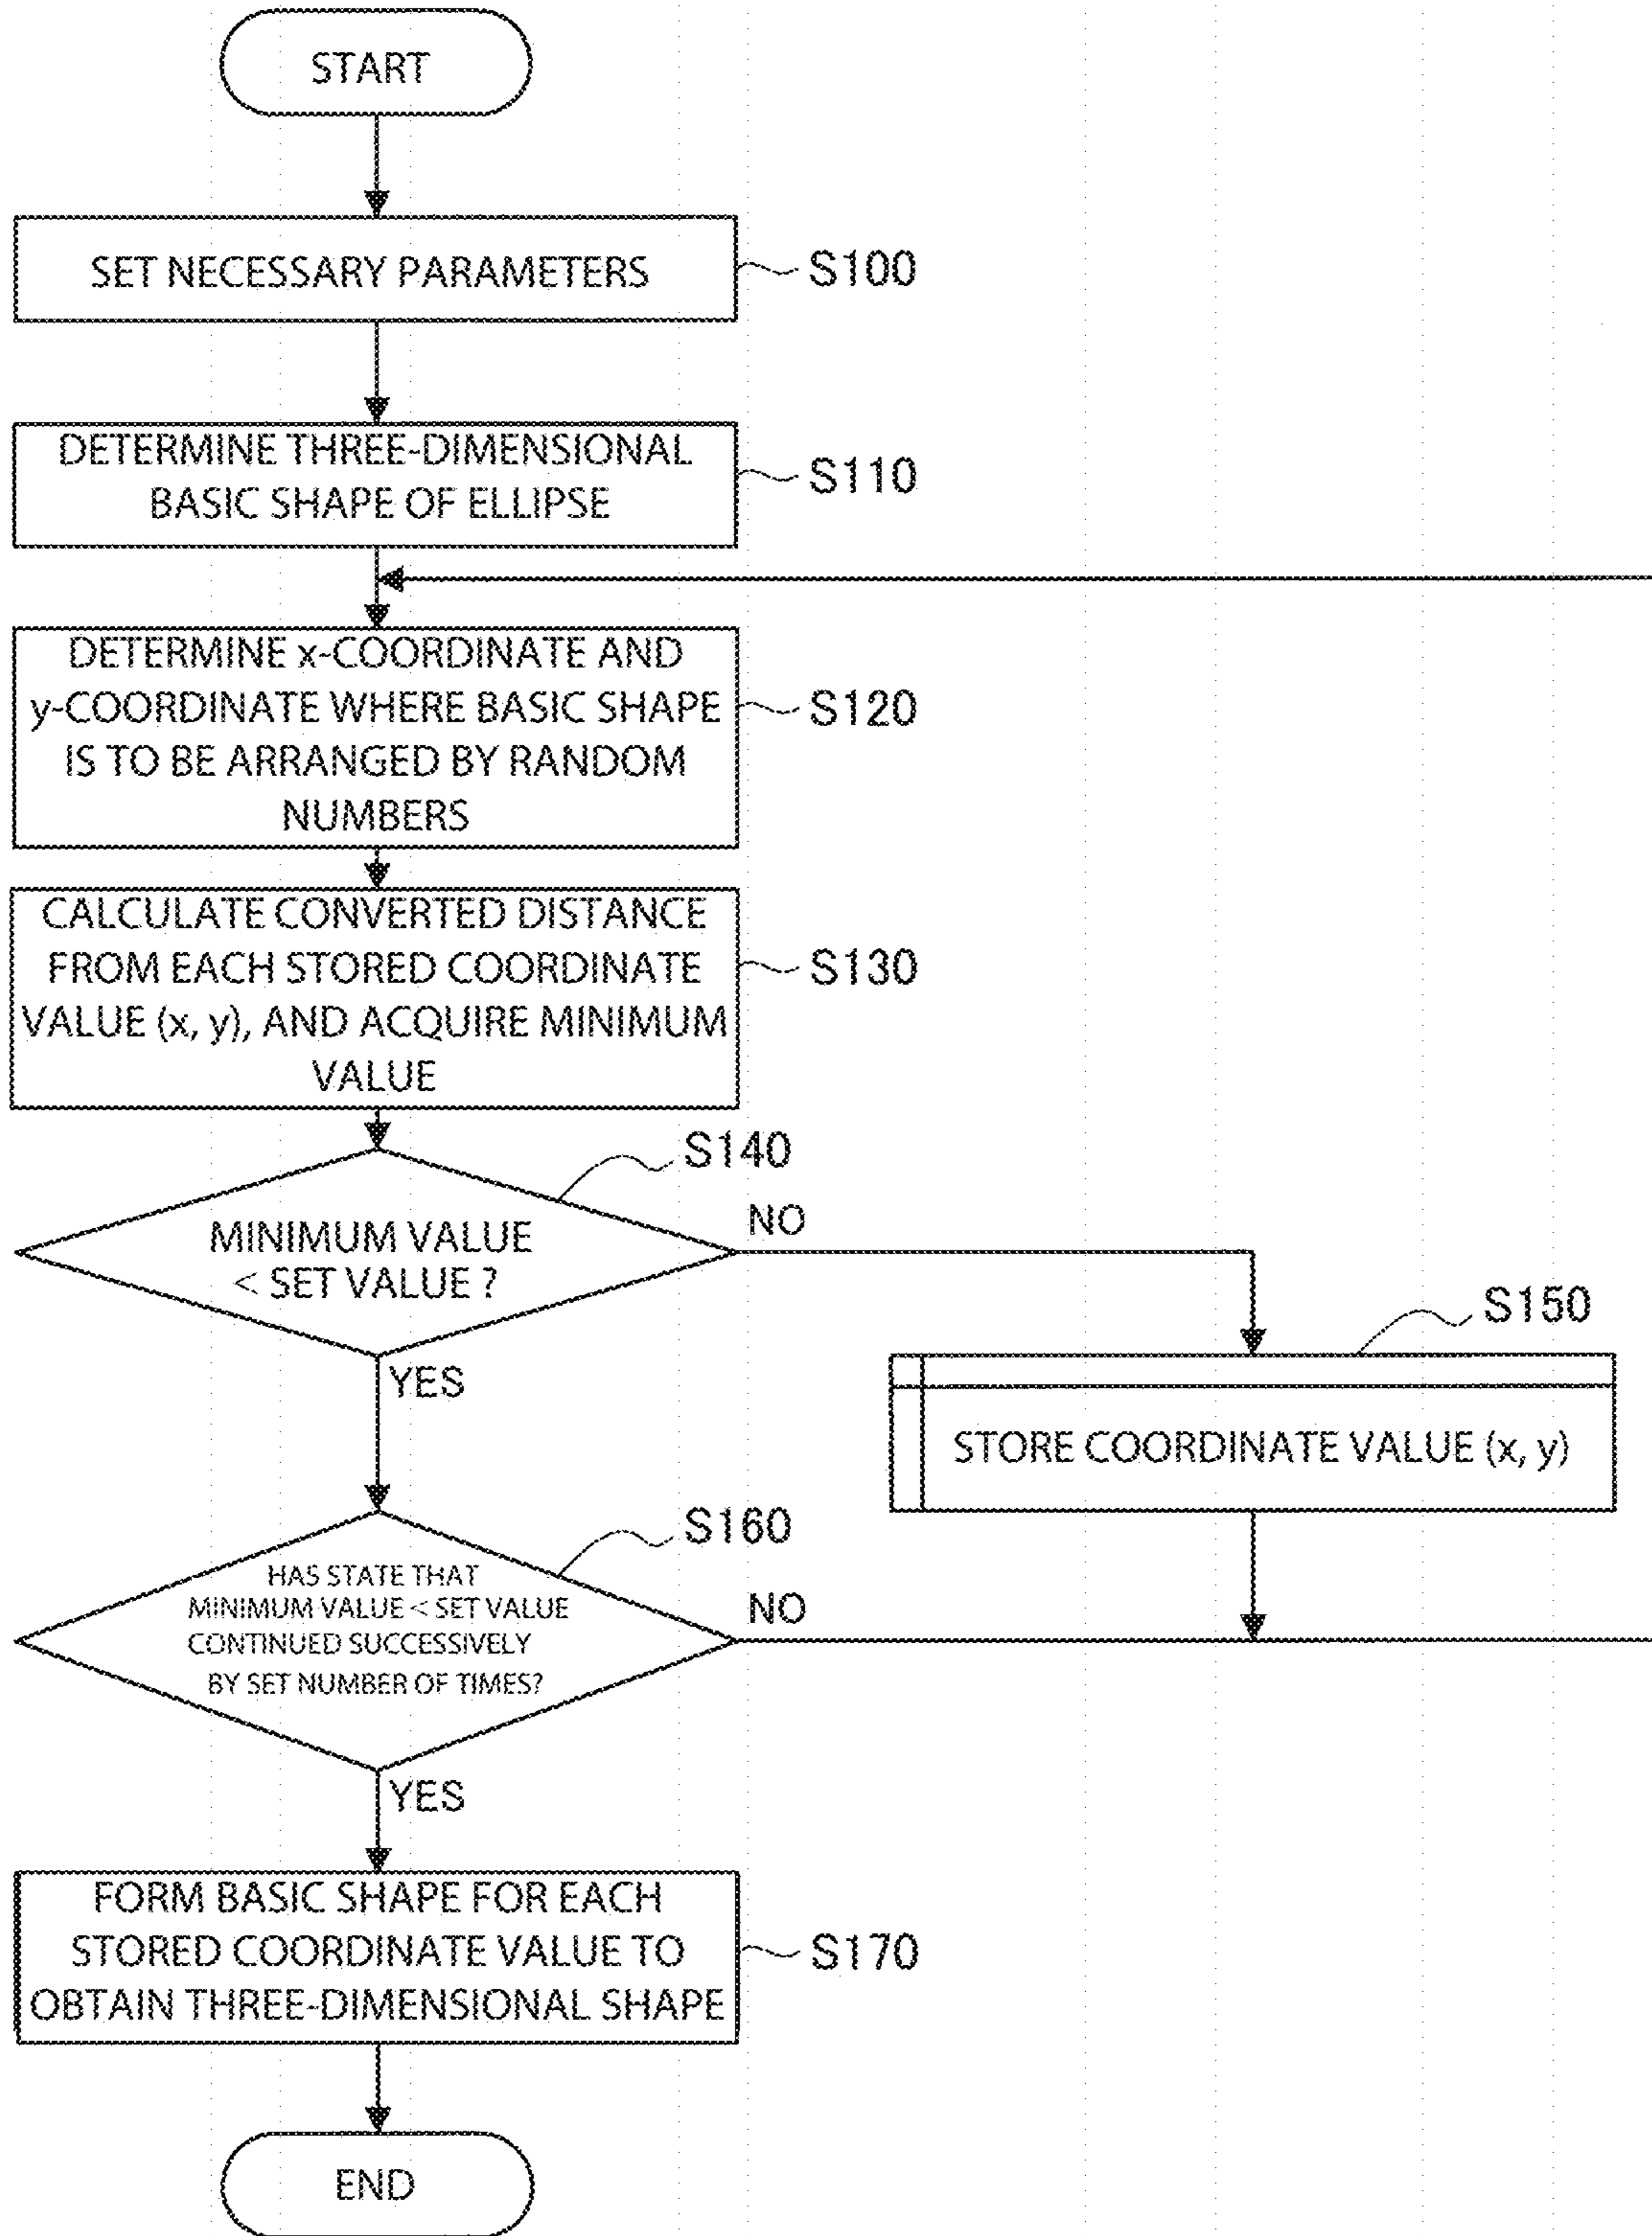 START
SET NECESSARY PARAMETERS
S100
DETERMINE THREE-DIMENSIONAL
BASIC SHAPE OF ELLIPSE
S110
DETERMINE x-COORDINATE AND
y-COORDINATE WHERE BASIC SHAPE
IS TO BE ARRANGED BY RANDOM
NUMBERS
S120
CALCULATE CONVERTED DISTANCE
FROM EACH STORED COORDINATE
VALUE (x, y), AND ACQUIRE MINIMUM
VALUE
S130
S140
MINIMUM VALUE
< SET VALUE ?
NO
YES
S150
STORE COORDINATE VALUE (x, y)
S160
HAS STATE THAT
MINIMUM VALUE < SET VALUE
CONTINUED SUCCESSIVELY
BY SET NUMBER OF TIMES?
NO
YES
FORM BASIC SHAPE FOR EACH
STORED COORDINATE VALUE TO
OBTAIN THREE-DIMENSIONAL SHAPE
S170
END